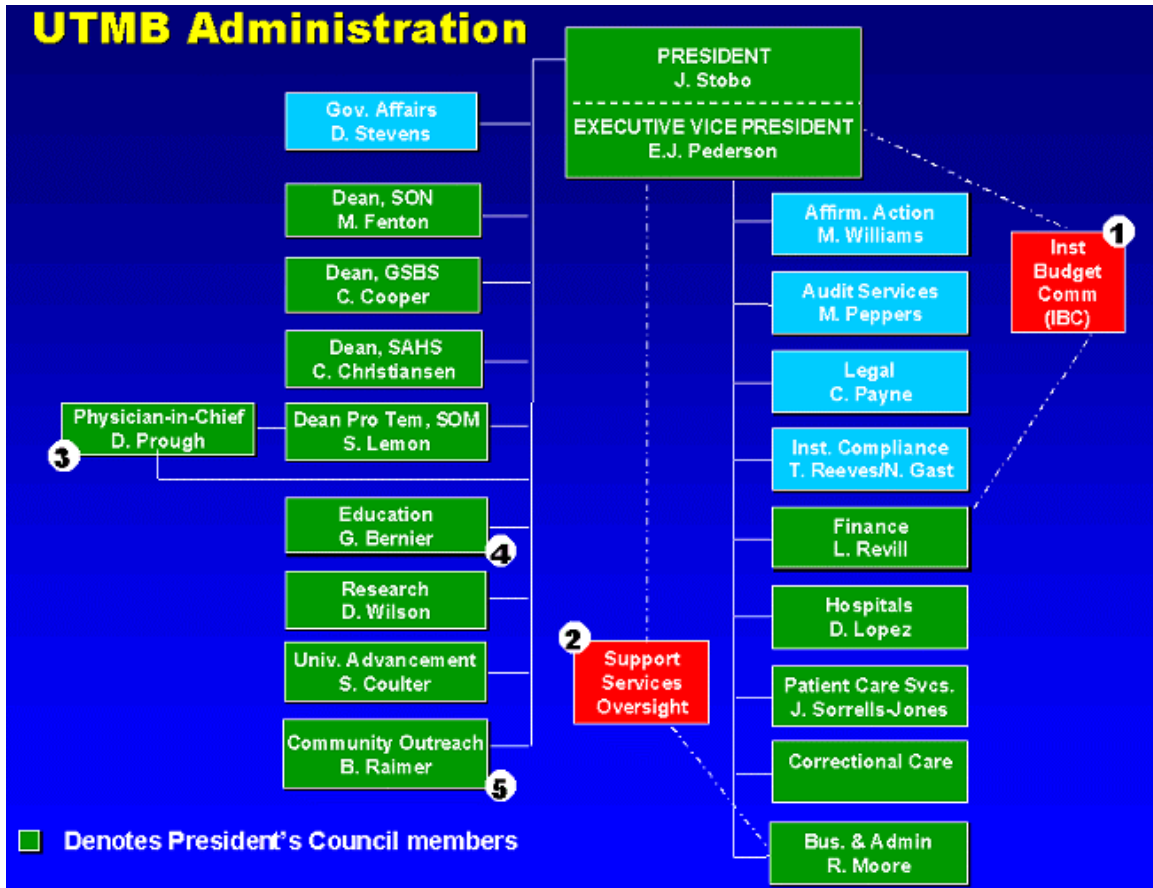 UTMB Administration
PRESIDENT
J. Stobo
EXECUTIVE VICE PRESIDENT
E.J. Pederson
Gov. Affairs
D. Stevens
Dean, SON
M. Fenton
Dean, GSBS
C. Cooper
Dean, SAHS
C. Christiansen
Physician-in-Chief
D. Prough
3
Dean Pro Tem, SOM
S. Lemon
Education
G. Bernier
4
Research
D. Wilson
Univ. Advancement
S. Coulter
Community Outreach
B. Raimer
5
2
Support
Services
Oversight
Affirm. Action
M. Williams
Audit Services
M. Peppers
Legal
C. Payne
Inst. Compliance
T. Reeves/N. Gast
Finance
L. Revill
Hospitals
D. Lopez
Patient Care Svcs.
J. Sorrells-Jones
Correctional Care
Bus. & Admin
R. Moore
1
Inst
Budget
Comm
(IBC)
Denotes President's Council members